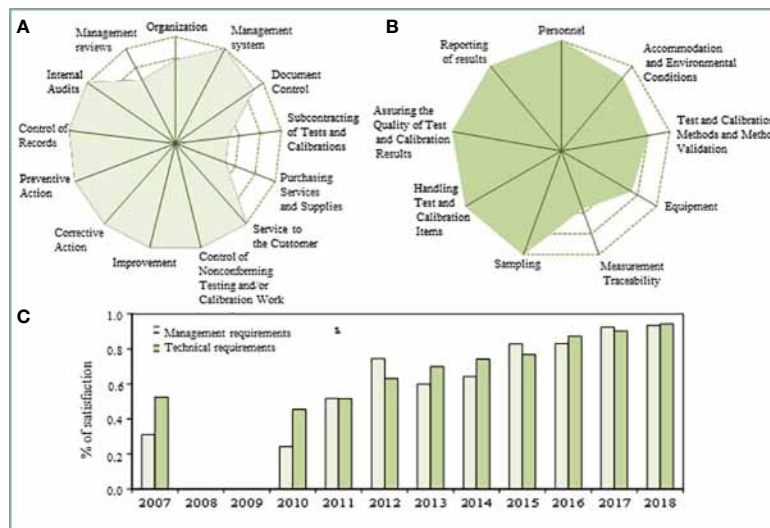 A
Organization
Management
reviews
Management
system
Internal
Audits
Document
Control
Control of
Records
Subcontracting
of Tests and
Calibrations
Preventive
Action
Purchasing
Services
and Supplies
Corrective
Action
Service to
the Customer
Improvement
Control of
Nonconforming
Testing and/or
Calibration Work
B
Personnel
Reporting
of results
Accommodation
and Environmental
Conditions
Assuring the
Quality of Test
and Calibration
Results
Test and Calibration
Methods and Method
Validation
Handling
Test and
Calibration
Items
Equipment
Sampling
Measurement
Traceability
C
% of satisfaction
1.0
0.8
0.6
0.4
0.2
0.0
Management requirements
Technical requirements
2007 2008 2009 2010 2011 2012 2013 2014 2015 2016 2017 2018